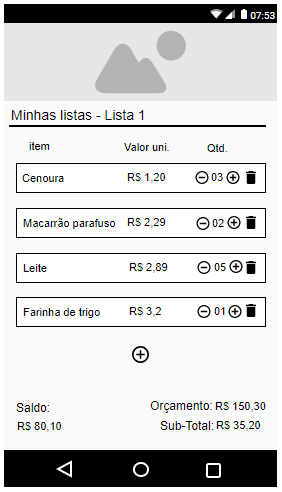 07:53
Minhas listas - Lista 1
item Valor uni. Qtd.
Cenoura R$ 1,20 03
Macarrão parafuso R$ 2,29 02
Leite R$ 2,89 05
Farinha de trigo R$ 3,2 01
Saldo: Orçamento: R$ 150,30
R$ 80,10 Sub-Total: R$ 35,20